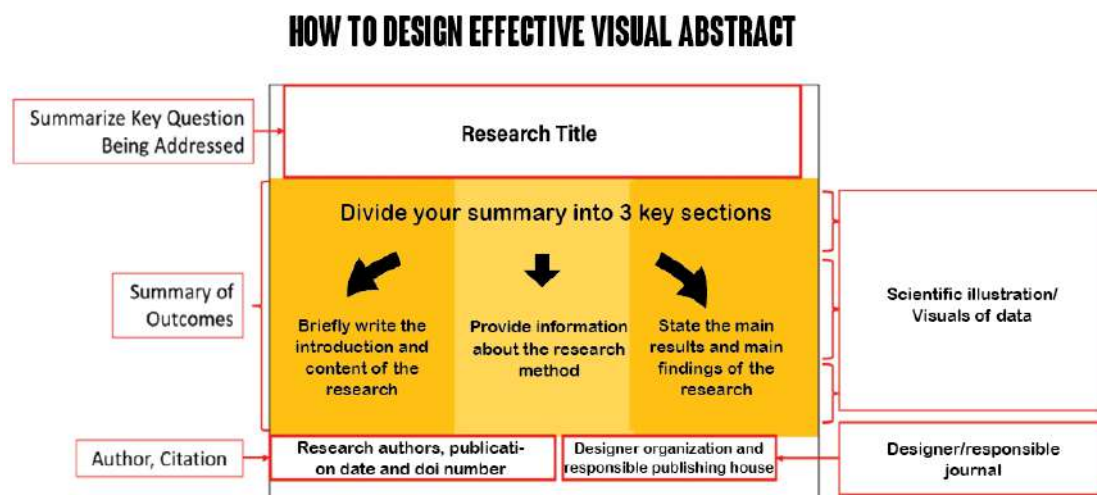 HOW TO DESIGN EFFECTIVE VISUAL ABSTRACT
Summarize Key Question
Being Addressed
Research Title
Divide your summary into 3 key sections
Summary of
Outcomes
Briefly write the
introduction and
content of the
research
Provide information
about the research
method
State the main
results and main
findings of the
research
Scientific illustration/
Visuals of data
Author, Citation
Research authors, publicati-
on date and doi number
Designer organization and
responsible publishing house
Designer/responsible
journal